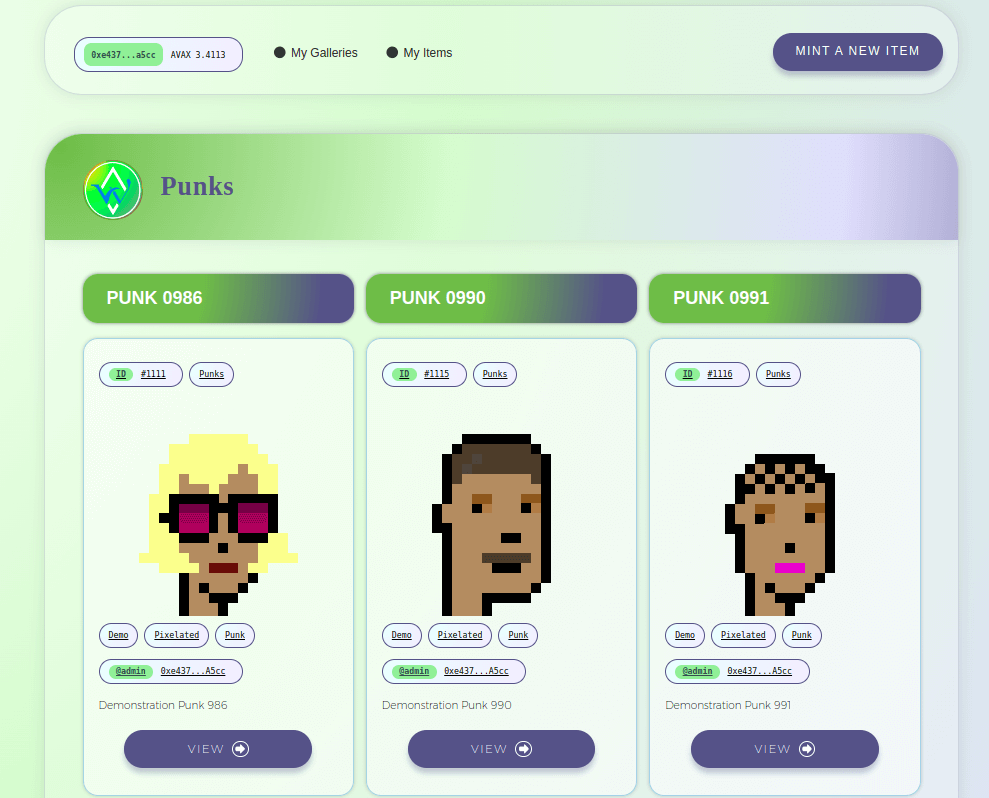 0xe437...a5cc AVAX 3.4113 My Galleries My Items MINT A NEW ITEM
Punks
PUNK 0986 PUNK 0990 PUNK 0991
ID #1111 Punks ID #1115 Punks ID #1116 Punks
Demo Pixelated Punk Demo Pixelated Punk Demo Pixelated Punk
@admin 0xe437...A5cc @admin 0xe437...A5cc @admin 0xe437...A5cc
Demonstration Punk 986 Demonstration Punk 990 Demonstration Punk 991
VIEW VIEW VIEW